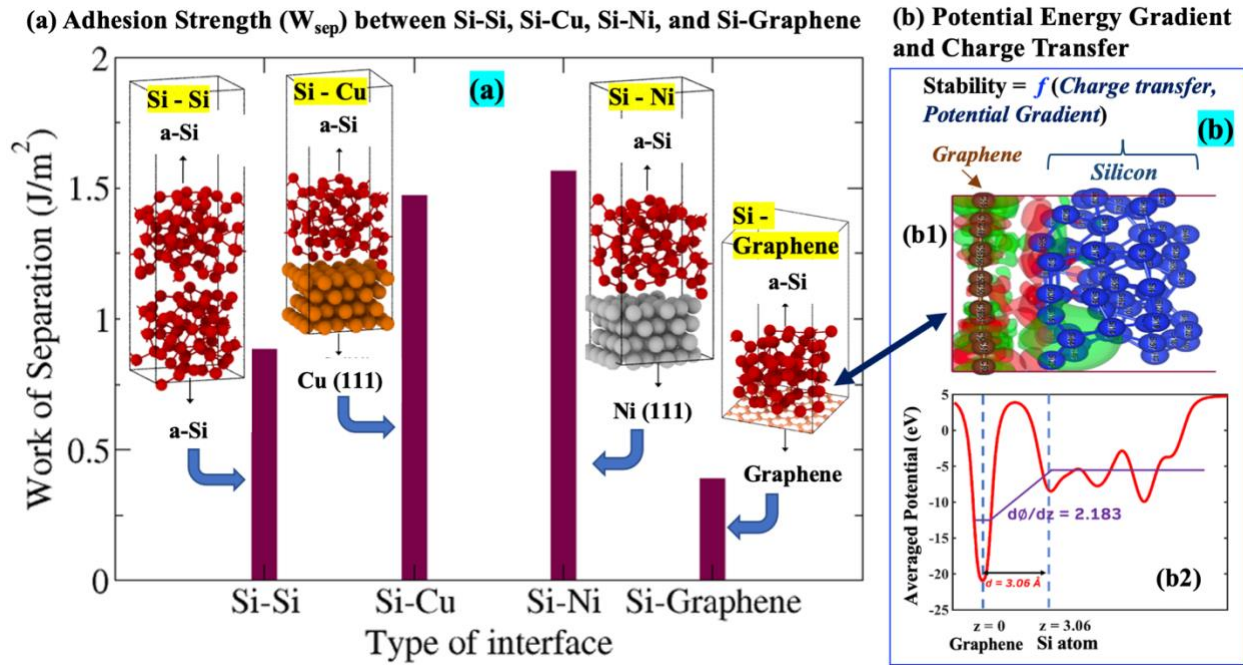 (a) Adhesion Strength (Wsep) between Si-Si, Si-Cu, Si-Ni, and Si-Graphene
2
1.5
1
0.5
0
Work of Separation (J/m²)
(a)
Si - Si
a-Si
a-Si
Si - Cu
a-Si
Cu (111)
Si - Ni
a-Si
Ni (111)
Si -
Graphene
a-Si
Graphene
Si-Si
Si-Cu
Si-Ni
Si-Graphene
Type of interface
(b) Potential Energy Gradient
and Charge Transfer
Stability = f (Charge transfer,
Potential Gradient)
(b)
Graphene
Silicon
(b1)
Averaged Potential (eV)
5
0
-5
-10
-15
-20
-25
dØ/dz = 2.183
d = 3.06 Å
(b2)
z = 0
Graphene
z = 3.06
Si atom